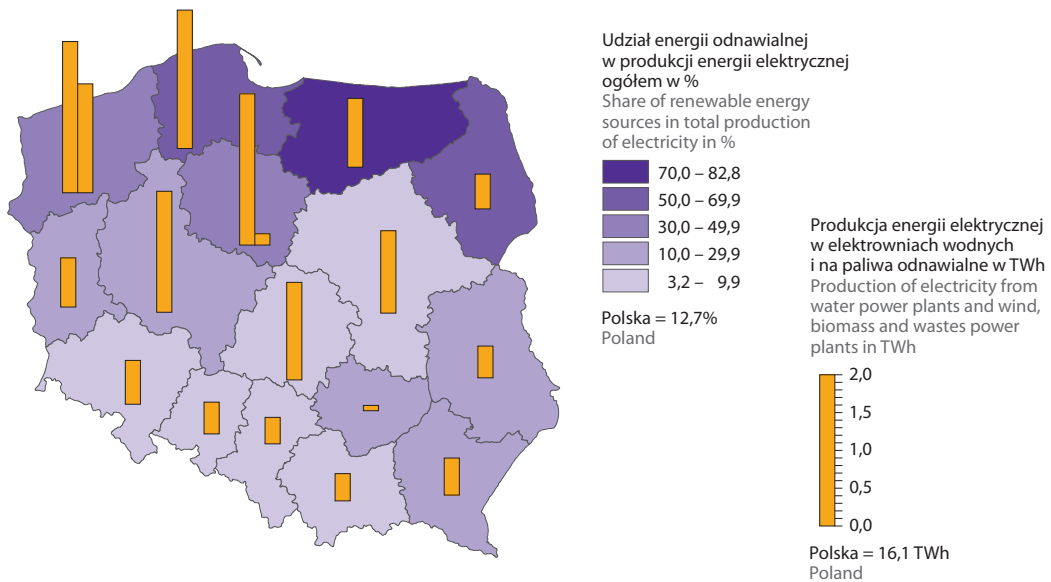 Udział energii odnawialnej
w produkcji energii elektrycznej
ogółem w %
Share of renewable energy
sources in total production
of electricity in %
70,0 – 82,8
50,0 – 69,9
30,0 – 49,9
10,0 – 29,9
3,2 – 9,9
Polska = 12,7%
Poland
Produkcja energii elektrycznej
w elektrowniach wodnych
i na paliwa odnawialne w TWh
Production of electricity from
water power plants and wind,
biomass and wastes power
plants in TWh
2,0
1,5
1,0
0,5
0,0
Polska = 16,1 TWh
Poland